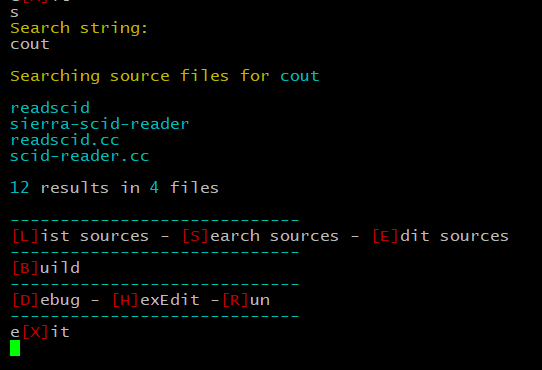 s
Search string:
cout
Searching source files for cout
readscid
sierra-scid-reader
readscid.cc
scid-reader.cc
12 results in 4 files
-----------------------------
[L]ist sources - [S]earch sources - [E]dit sources
-----------------------------
[B]uild
-----------------------------
[D]ebug - [H]exEdit -[R]un
-----------------------------
e[X]it